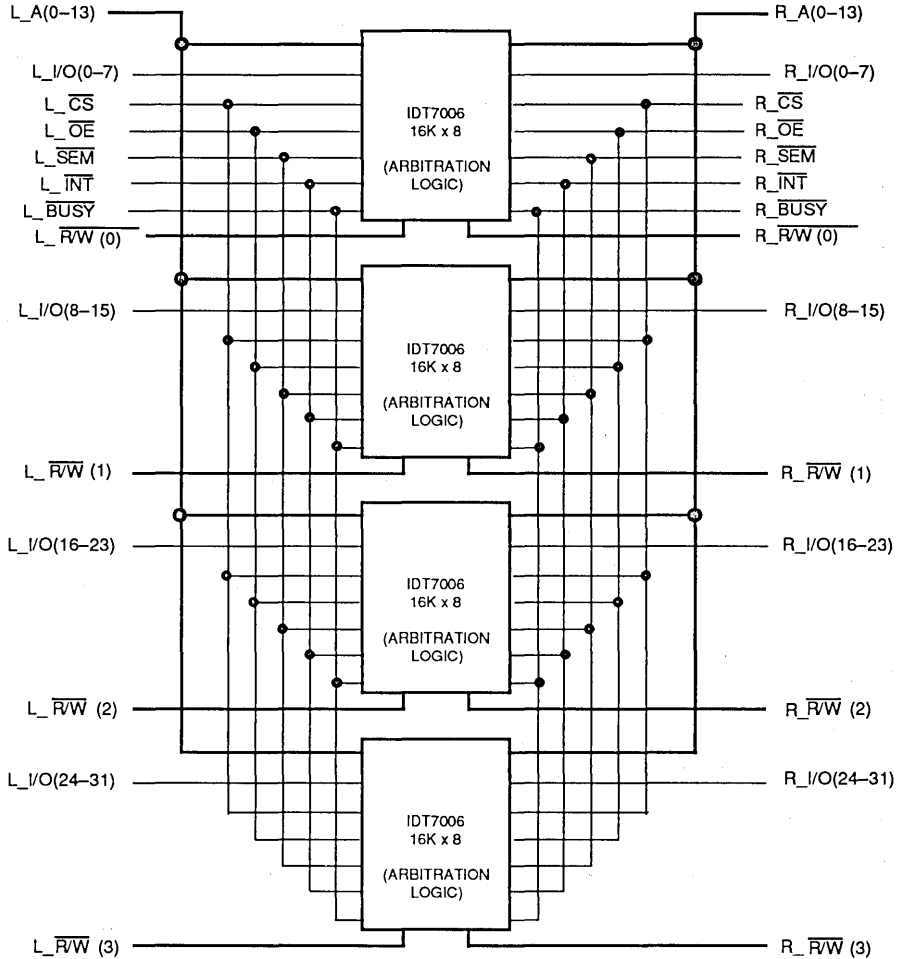 L_A(0–13)
R_A(0–13)
L_I/O(0–7)
R_I/O(0–7)
L_CS
R_CS
L_OE
R_OE
L_SEM
R_SEM
L_INT
R_INT
L_BUSY
R_BUSY
L_R/W (0)
R_R/W (0)
IDT7006
16K x 8
(ARBITRATION
LOGIC)
L_I/O(8–15)
R_I/O(8–15)
IDT7006
16K x 8
(ARBITRATION
LOGIC)
L_R/W (1)
R_R/W (1)
L_I/O(16–23)
R_I/O(16–23)
IDT7006
16K x 8
(ARBITRATION
LOGIC)
L_R/W (2)
R_R/W (2)
L_I/O(24–31)
R_I/O(24–31)
IDT7006
16K x 8
(ARBITRATION
LOGIC)
L_R/W (3)
R_R/W (3)